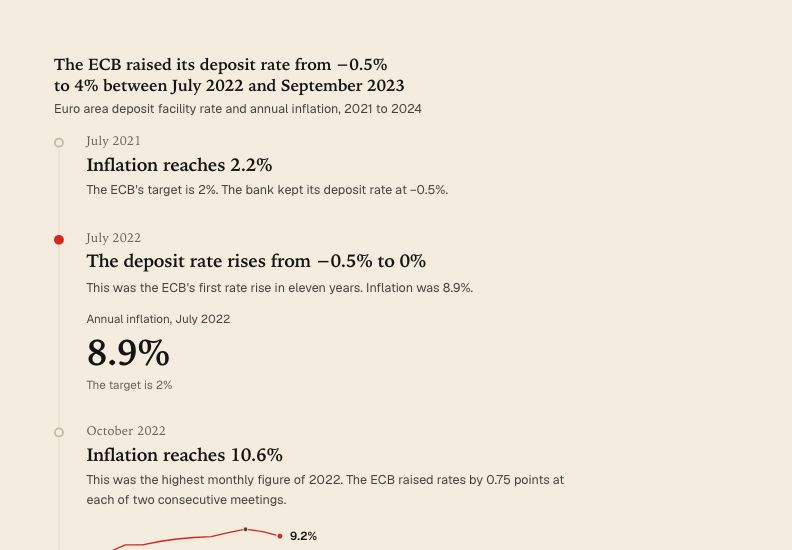 The ECB raised its deposit rate from −0.5%
to 4% between July 2022 and September 2023
Euro area deposit facility rate and annual inflation, 2021 to 2024
July 2021
Inflation reaches 2.2%
The ECB's target is 2%. The bank kept its deposit rate at −0.5%.
July 2022
The deposit rate rises from −0.5% to 0%
This was the ECB's first rate rise in eleven years. Inflation was 8.9%.
Annual inflation, July 2022
8.9%
The target is 2%
October 2022
Inflation reaches 10.6%
This was the highest monthly figure of 2022. The ECB raised rates by 0.75 points at
each of two consecutive meetings.
9.2%